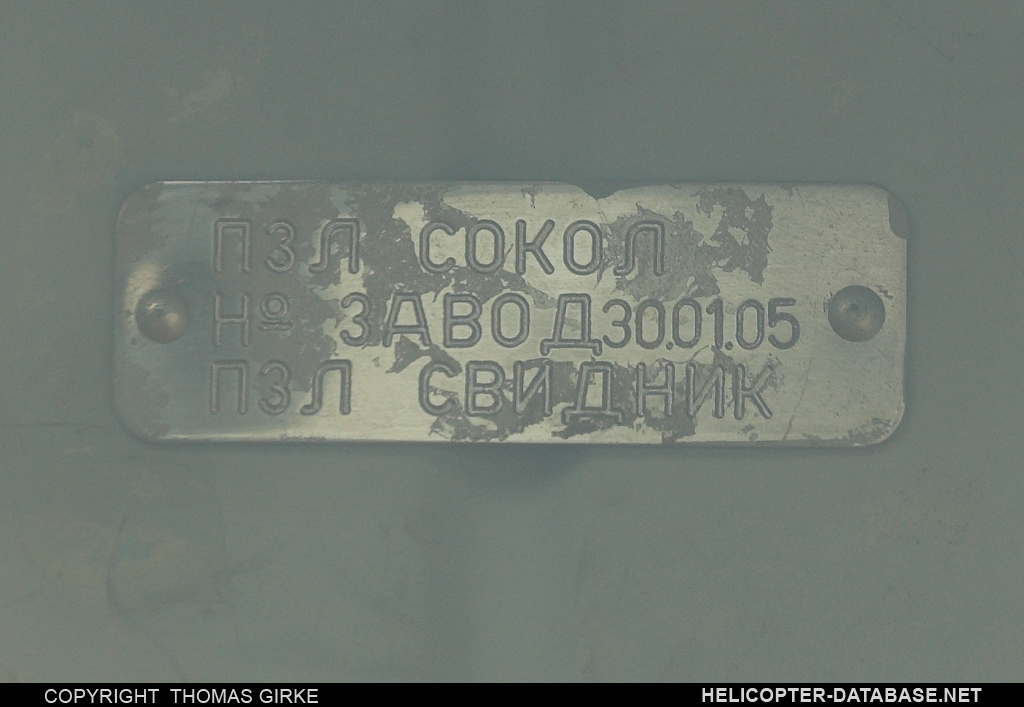 ПЗЛ СОКОЛ
Nº ЗАВОД 30.01.05
ПЗЛ СВИДНИК
COPYRIGHT THOMAS GIRKE
HELICOPTER-DATABASE.NET